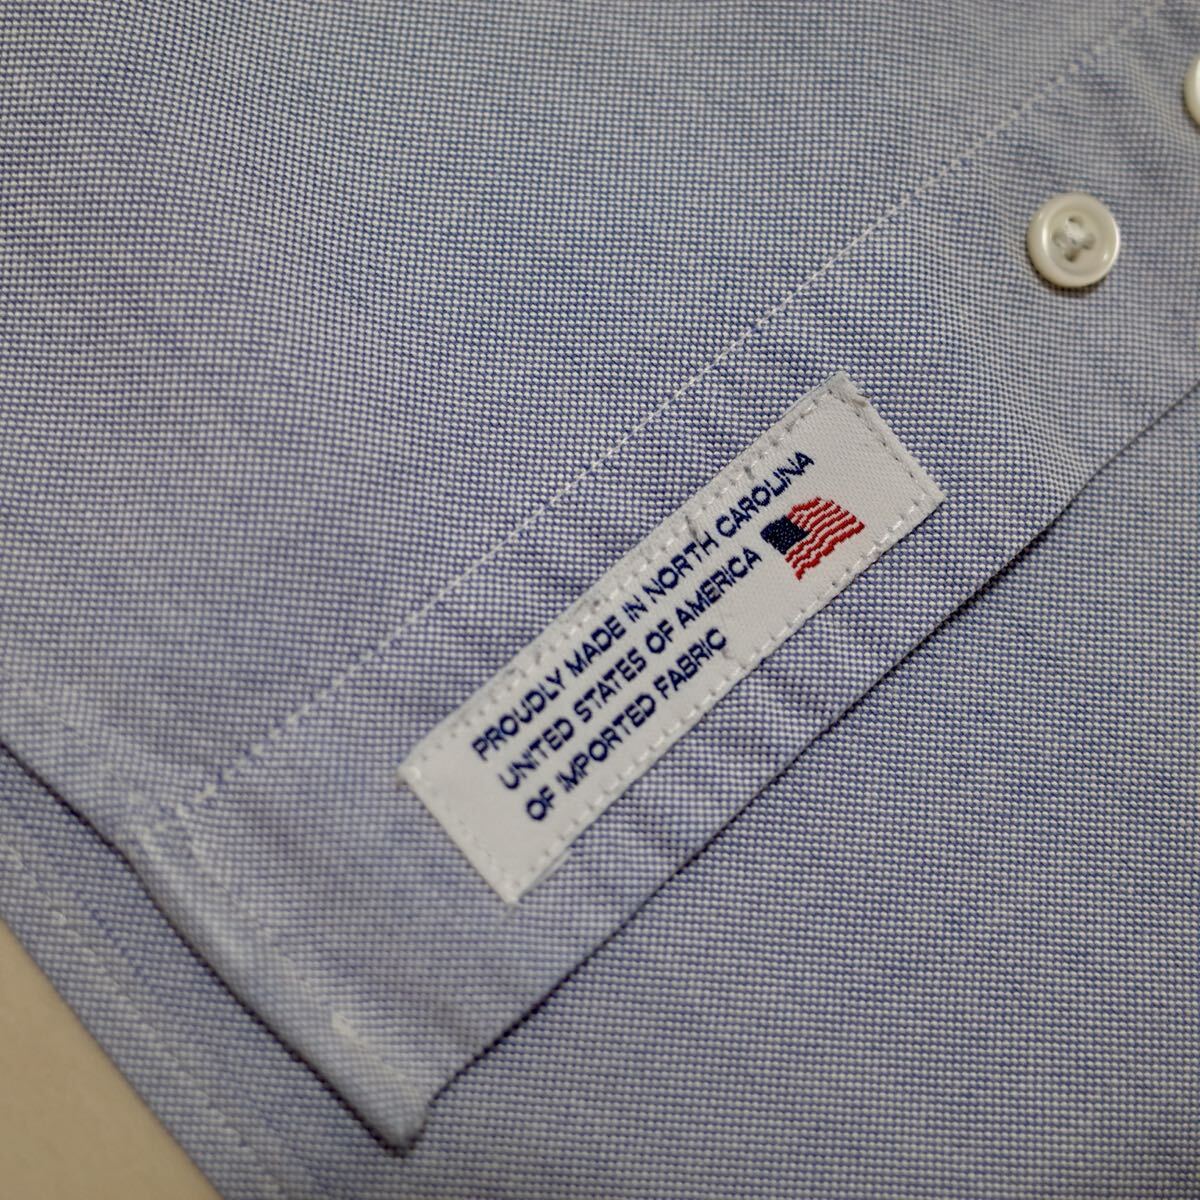 PROUDLY MADE IN NORTH CAROLINA
UNITED STATES OF AMERICA
OF IMPORTED FABRIC